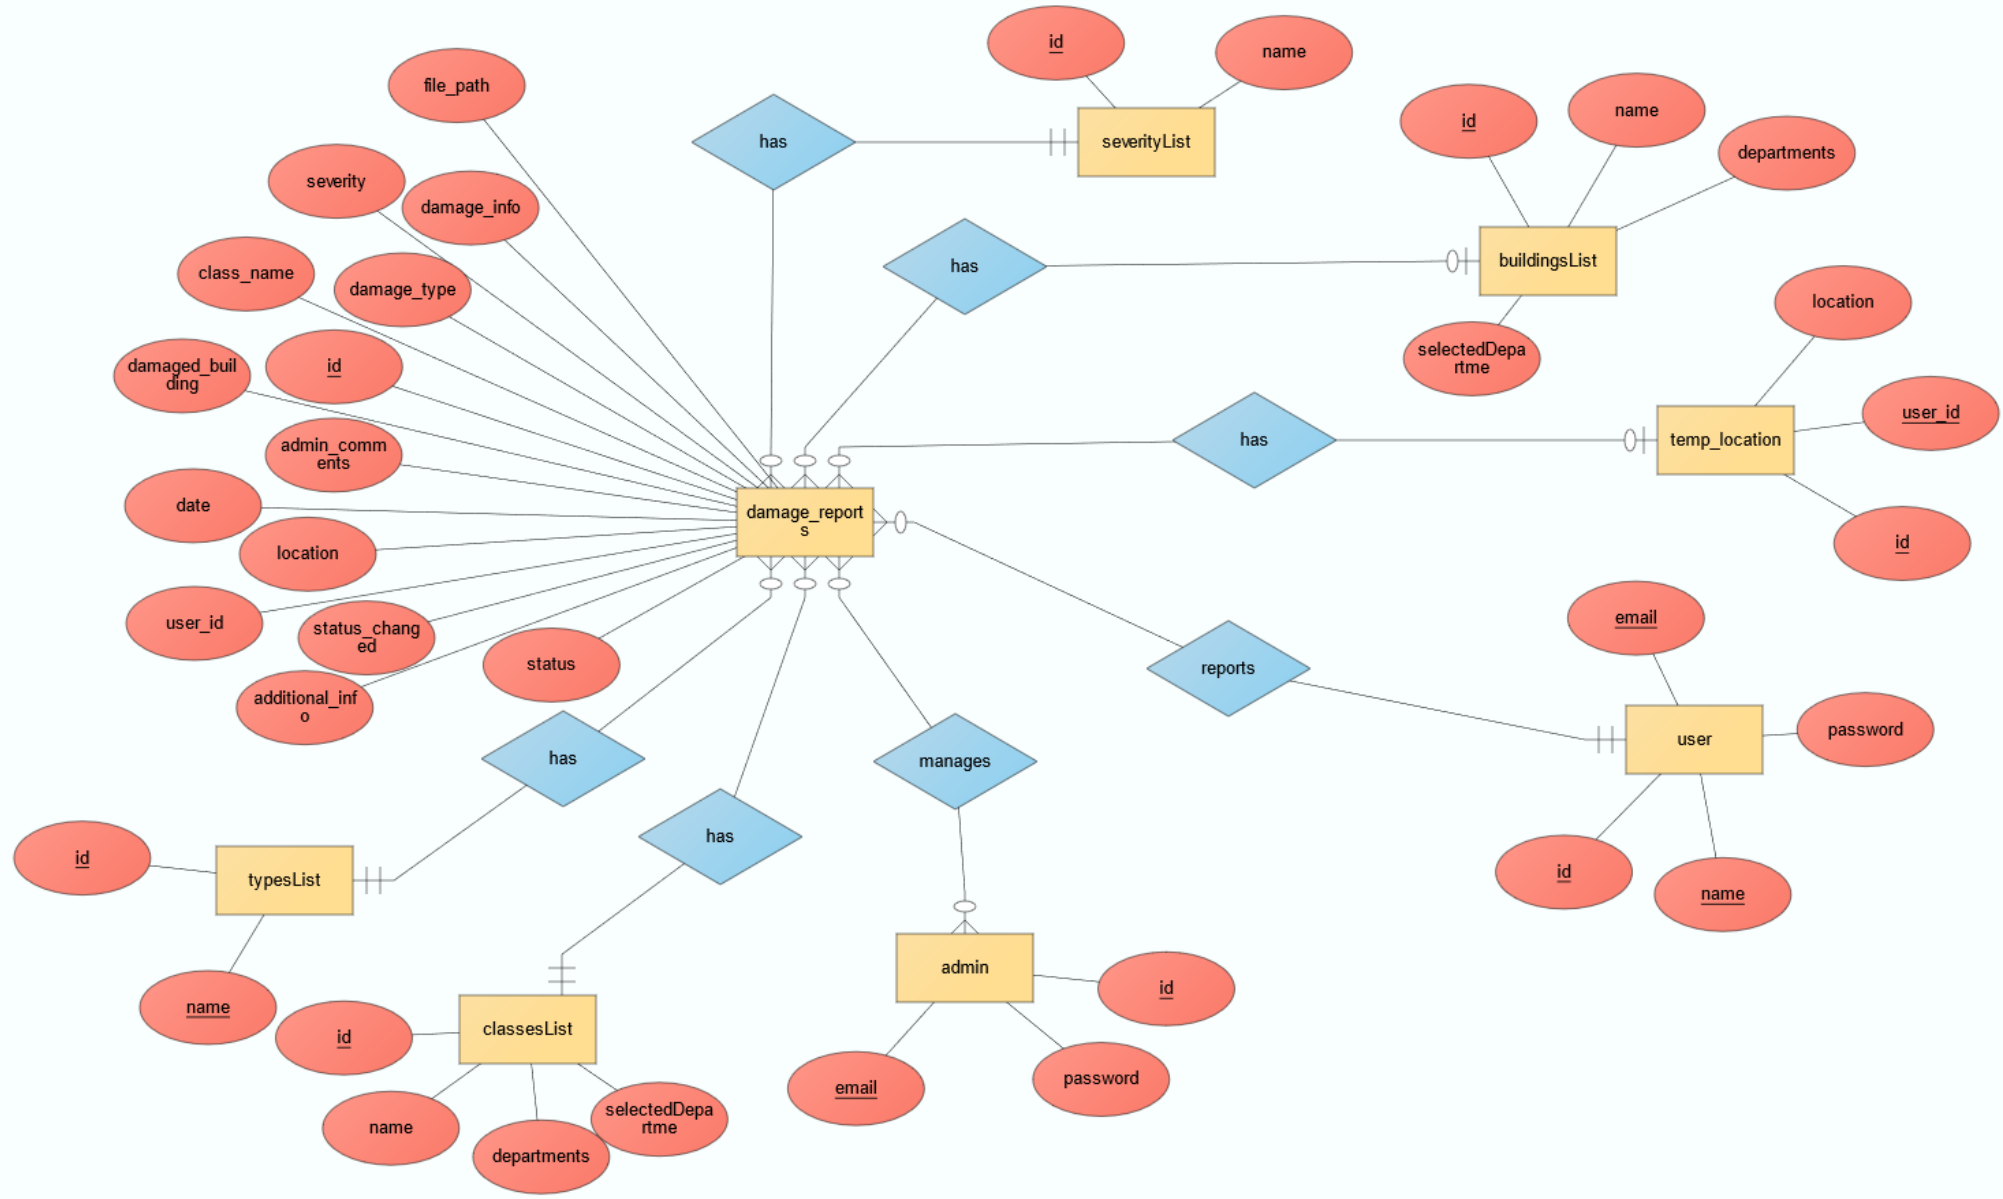 id
name
file_path
has
severityList
id
name
departments
severity
damage_info
has
buildingsList
class_name
damage_type
location
selectedDepa
rtme
damaged_buil
ding
id
user_id
has
temp_location
admin_comm
ents
date
damage_report
s
id
location
user_id
status_chang
ed
email
status
reports
additional_inf
o
user
password
has
manages
has
id
typesList
id
name
admin
id
name
classesList
id
email
password
name
departments
selectedDepa
rtme